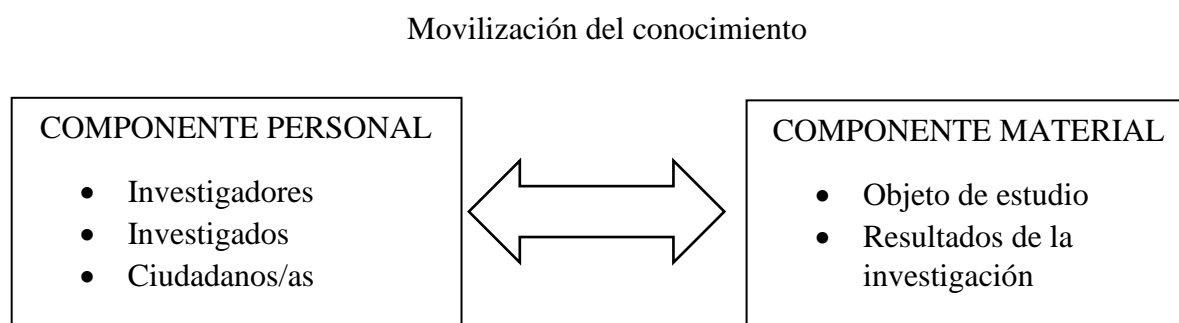 Movilización del conocimiento
COMPONENTE PERSONAL
• Investigadores
• Investigados
• Ciudadanos/as
COMPONENTE MATERIAL
• Objeto de estudio
• Resultados de la
investigación